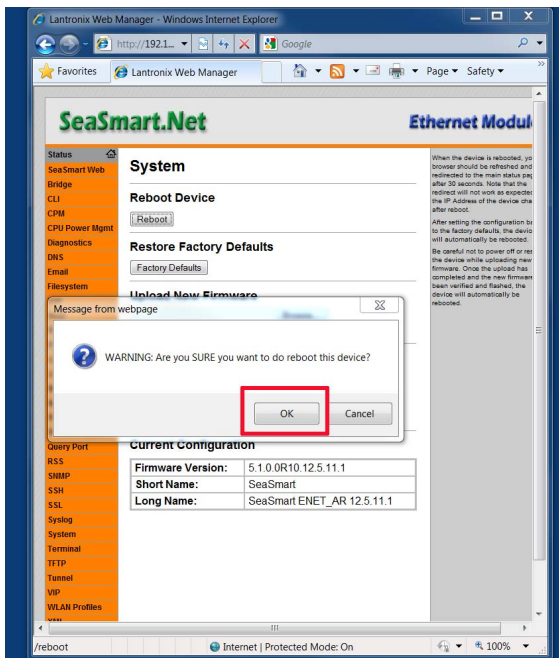 Lantronix Web Manager - Windows Internet Explorer
http://192.1...
Google
Favorites
Lantronix Web Manager
Page
Safety
SeaSmart.Net
Ethernet Modul
Status
SeaSmart Web
Bridge
CLI
CPM
CPU Power Mgmt
Diagnostics
DNS
Email
Filesystem
System
Reboot Device
Reboot
Restore Factory Defaults
Factory Defaults
Upload New Firmware
Browse...
When the device is rebooted, yo
browser should be refreshed and
redirected to the main status pag
after 30 seconds. Note that the
redirect will not work as expected
the IP Address of the device cha
after reboot.
After setting the configuration ba
to the factory defaults, the device
will automatically be rebooted.
Be careful not to power off or res
the device while uploading new
firmware. Once the upload has
completed and the new firmware
been verified and flashed, the
device will automatically be
rebooted.
Message from webpage
WARNING: Are you SURE you want to do reboot this device?
OK
Cancel
Query Port
RSS
SNMP
SSH
SSL
Syslog
System
Terminal
TFTP
Tunnel
VIP
WLAN Profiles
Current Configuration
Firmware Version: 5.1.0.0R10.12.5.11.1
Short Name: SeaSmart
Long Name: SeaSmart ENET_AR 12.5.11.1
/reboot
Internet | Protected Mode: On
100%